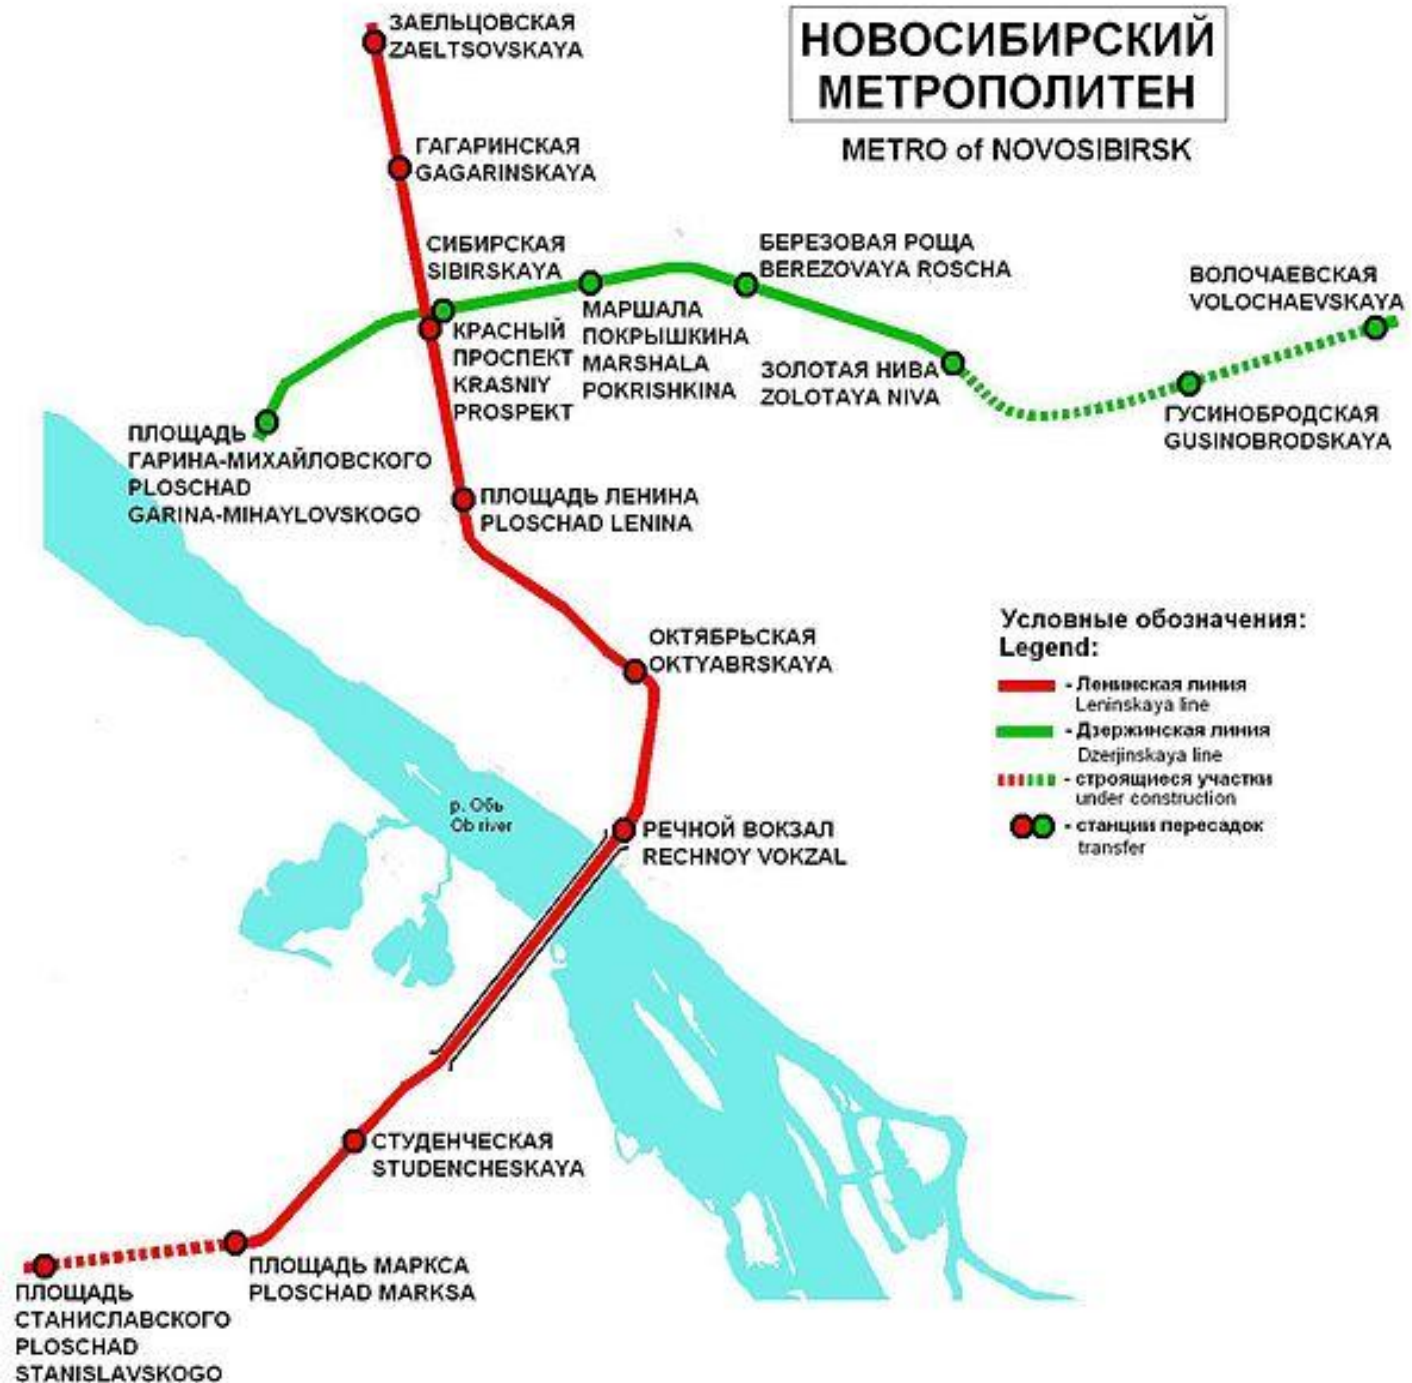 НОВОСИБИРСКИЙ
МЕТРОПОЛИТЕН
METRO of NOVOSIBIRSK
ЗАЕЛЬЦОВСКАЯ
ZAELTSOVSKAYA
ГАГАРИНСКАЯ
GAGARINSKAYA
СИБИРСКАЯ
SIBIRSKAYA
БЕРЕЗОВАЯ РОЩА
BEREZOVAYA ROSCHA
ВОЛОЧАЕВСКАЯ
VOLOCHAEVSKAYA
КРАСНЫЙ
ПРОСПЕКТ
KRASNIY
PROSPEKT
МАРШАЛА
ПОКРЫШКИНА
MARSHALA
POKRISHKINA
ЗОЛОТАЯ НИВА
ZOLOTAYA NIVA
ГУСИНОБРОДСКАЯ
GUSINOBRODSKAYA
ПЛОЩАДЬ
ГАРИНА-МИХАЙЛОВСКОГО
PLOSCHAD
GARINA-MIHAYLOVSKOGO
ПЛОЩАДЬ ЛЕНИНА
PLOSCHAD LENINA
ОКТЯБРЬСКАЯ
OKTYABRSKAYA
Условные обозначения:
Legend:
- Ленинская линия
Leninskaya line
- Дзержинская линия
Dzerjinskaya line
- строящиеся участки
under construction
- станции пересадок
transfer
р. Обь
Ob river
РЕЧНОЙ ВОКЗАЛ
RECHNOY VOKZAL
СТУДЕНЧЕСКАЯ
STUDENCHESKAYA
ПЛОЩАДЬ МАРКСА
PLOSCHAD MARKSA
ПЛОЩАДЬ
СТАНИСЛАВСКОГО
PLOSCHAD
STANISLAVSKOGO